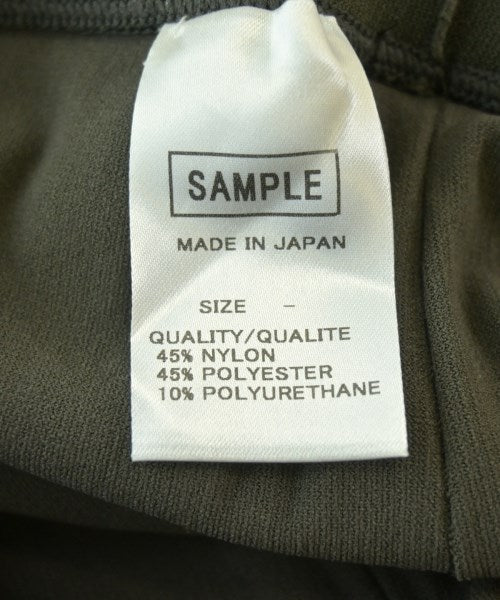 SAMPLE
MADE IN JAPAN
SIZE -
QUALITY/QUALITE
45% NYLON
45% POLYESTER
10% POLYURETHANE